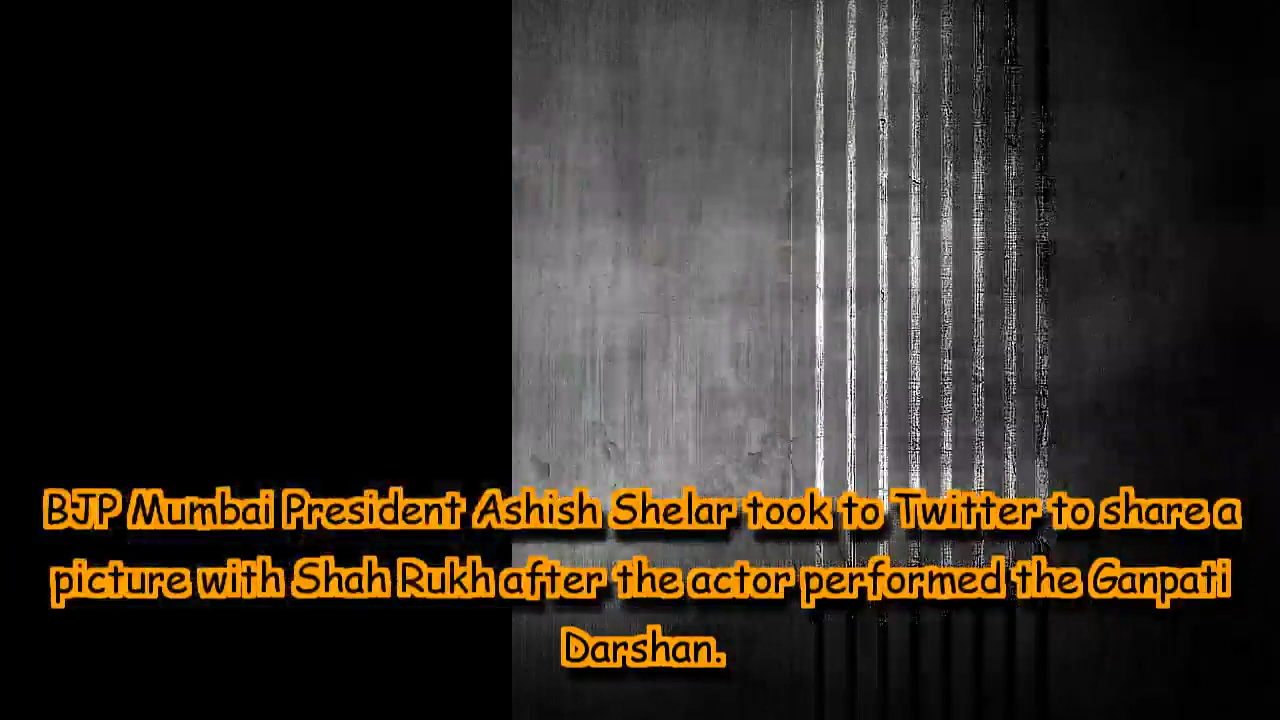 BJP Mumbai President Ashish Shelar took to Twitter to share a
picture with Shah Rukh after the actor performed the Ganpati
Darshan.